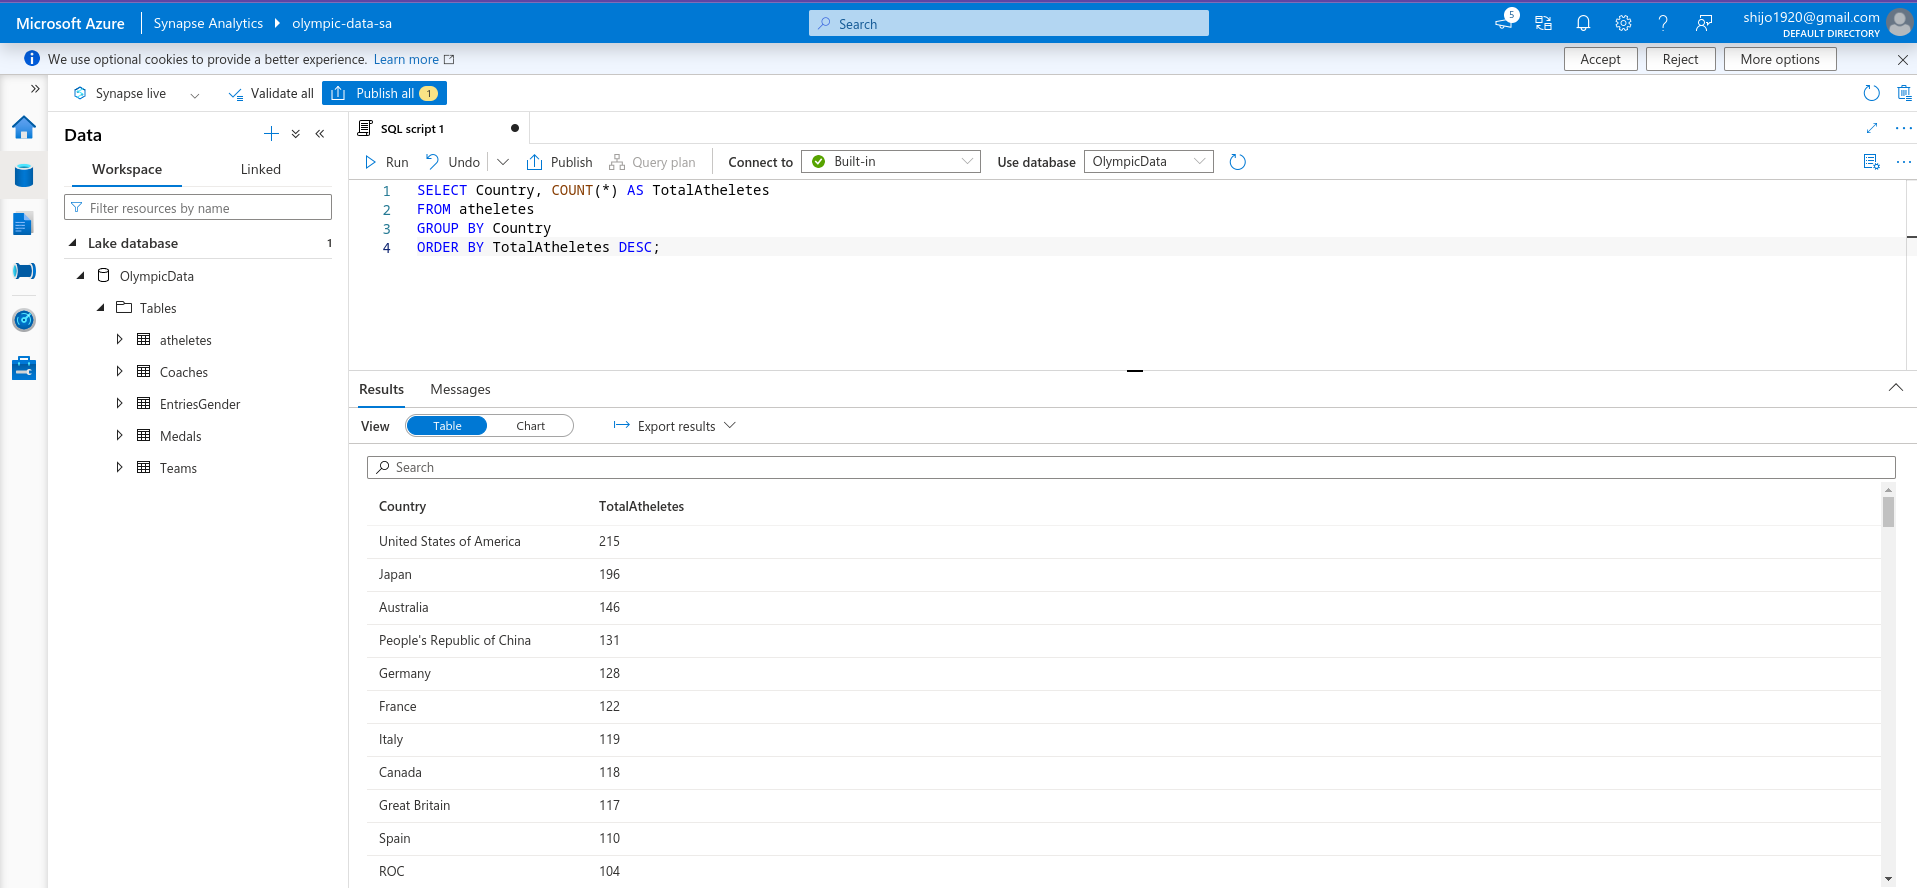 Microsoft Azure Synapse Analytics olympic-data-sa Search 5 shijo1920@gmail.com
DEFAULT DIRECTORY
We use optional cookies to provide a better experience. Learn more Accept Reject More options
Synapse live Validate all Publish all 1
Data
Workspace Linked
Filter resources by name
Lake database 1
OlympicData
Tables
atheletes
Coaches
EntriesGender
Medals
Teams
SQL script 1
Run Undo Publish Query plan Connect to Built-in Use database OlympicData
1 SELECT Country, COUNT(*) AS TotalAtheletes
2 FROM atheletes
3 GROUP BY Country
4 ORDER BY TotalAtheletes DESC;
Results Messages
View Table Chart Export results
Search
Country TotalAtheletes
United States of America 215
Japan 196
Australia 146
People's Republic of China 131
Germany 128
France 122
Italy 119
Canada 118
Great Britain 117
Spain 110
ROC 104